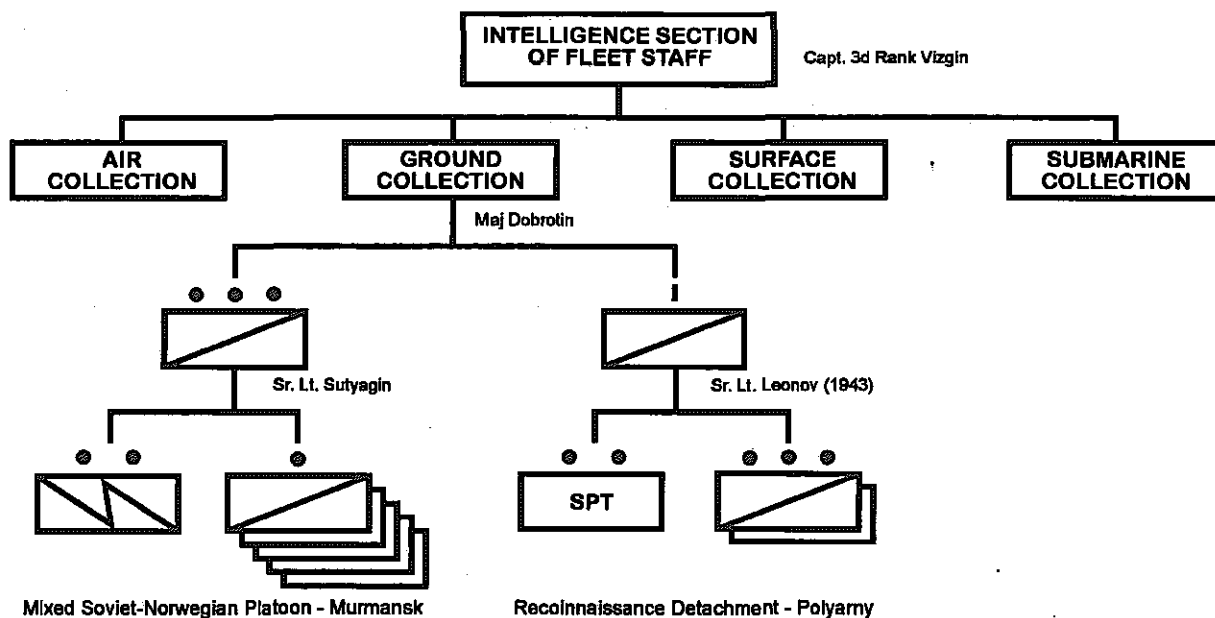 INTELLIGENCE SECTION
OF FLEET STAFF
Capt. 3d Rank Vizgin
AIR
COLLECTION
GROUND
COLLECTION
SURFACE
COLLECTION
SUBMARINE
COLLECTION
Maj Dobrotin
Sr. Lt. Sutyagin
Sr. Lt. Leonov (1943)
SPT
Mixed Soviet-Norwegian Platoon - Murmansk
Recoinnaissance Detachment - Polyarny